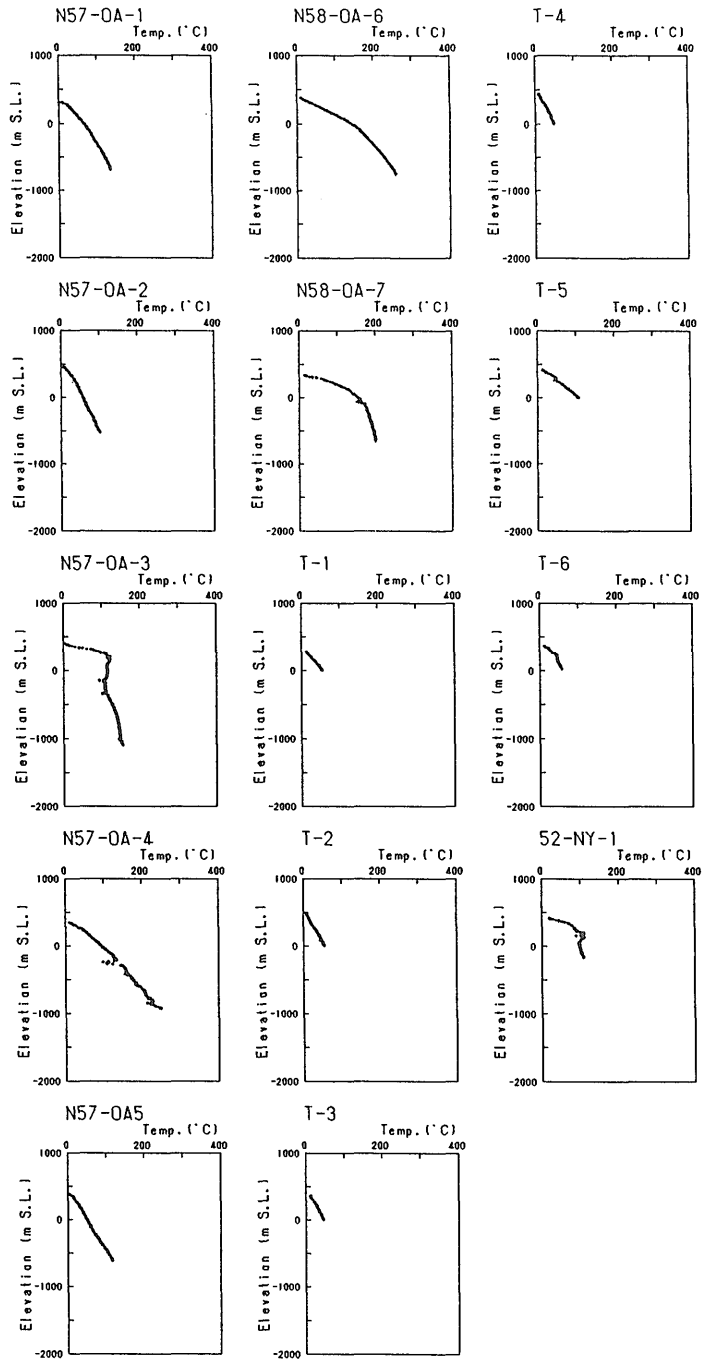 N57-OA-1
Temp.(°C)
0 200 400
1000
0
-1000
-2000
Elevation (m S.L.)
N58-OA-6
Temp.(°C)
0 200 400
1000
0
-1000
-2000
Elevation (m S.L.)
T-4
Temp.(°C)
0 200 400
1000
0
-1000
-2000
Elevation (m S.L.)
N57-OA-2
Temp.(°C)
0 200 400
1000
0
-1000
-2000
Elevation (m S.L.)
N58-OA-7
Temp.(°C)
0 200 400
1000
0
-1000
-2000
Elevation (m S.L.)
T-5
Temp.(°C)
0 200 400
1000
0
-1000
-2000
Elevation (m S.L.)
N57-OA-3
Temp.(°C)
0 200 400
1000
0
-1000
-2000
Elevation (m S.L.)
T-1
Temp.(°C)
0 200 400
1000
0
-1000
-2000
Elevation (m S.L.)
T-6
Temp.(°C)
0 200 400
1000
0
-1000
-2000
Elevation (m S.L.)
N57-OA-4
Temp.(°C)
0 200 400
1000
0
-1000
-2000
Elevation (m S.L.)
T-2
Temp.(°C)
0 200 400
1000
0
-1000
-2000
Elevation (m S.L.)
52-NY-1
Temp.(°C)
0 200 400
1000
0
-1000
-2000
Elevation (m S.L.)
N57-OA5
Temp.(°C)
0 200 400
1000
0
-1000
-2000
Elevation (m S.L.)
T-3
Temp.(°C)
0 200 400
1000
0
-1000
-2000
Elevation (m S.L.)